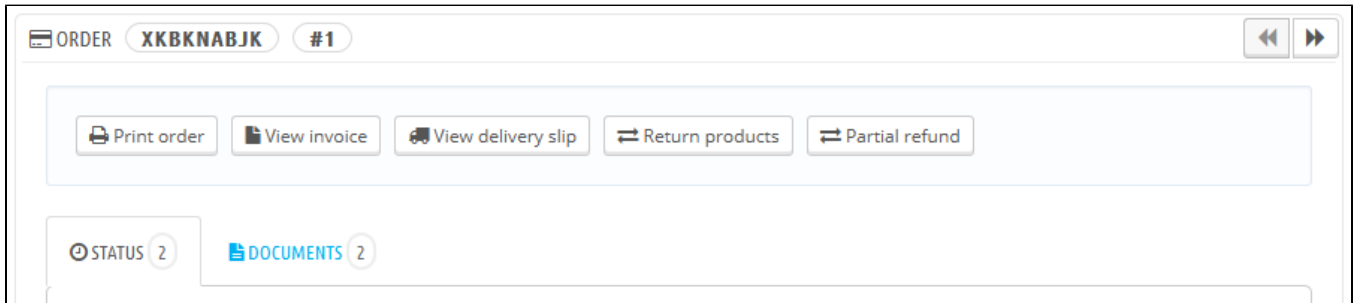 ORDER XKBKNABJK #1
Print order View invoice View delivery slip Return products Partial refund
STATUS 2 DOCUMENTS 2